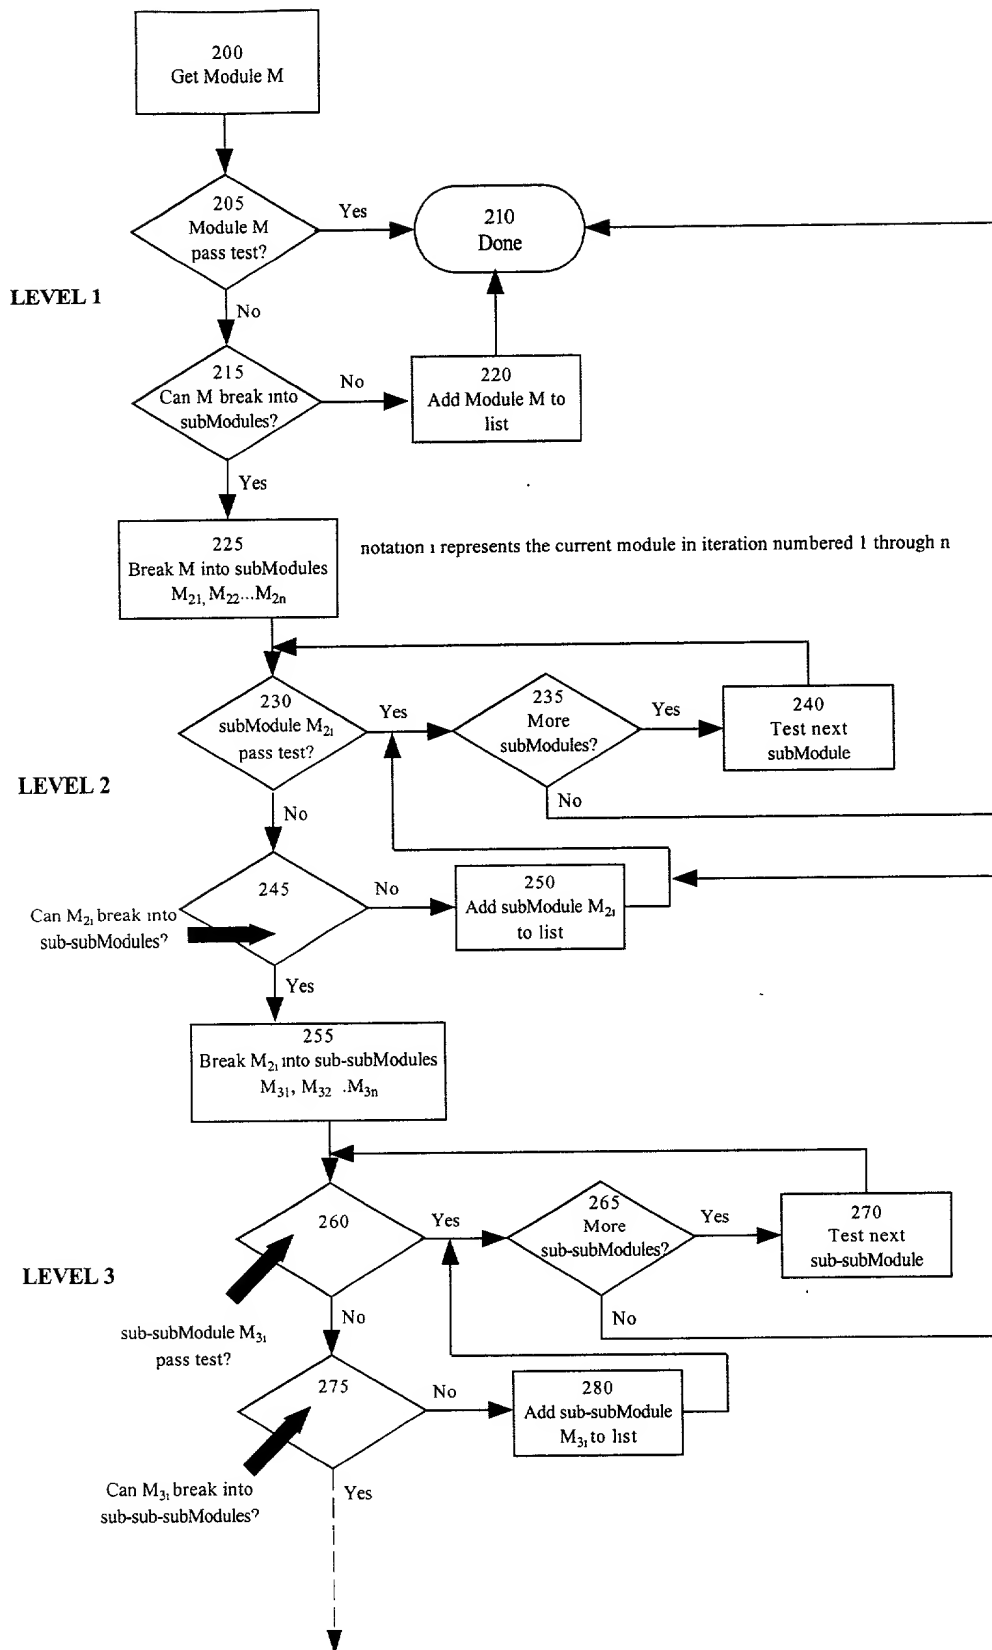 200
Get Module M
205
Module M
pass test?
Yes
210
Done
LEVEL 1
No
215
Can M break into
subModules?
No
220
Add Module M to
list
Yes
225
Break M into subModules
M21, M22...M2n
notation i represents the current module in iteration numbered 1 through n
230
subModule M2i
pass test?
Yes
235
More
subModules?
Yes
240
Test next
subModule
LEVEL 2
No
No
245
Can M2i break into
sub-subModules?
No
250
Add subModule M2i
to list
Yes
255
Break M2i into sub-subModules
M31, M32 ..M3n
260
Yes
265
More
sub-subModules?
Yes
270
Test next
sub-subModule
LEVEL 3
No
No
sub-subModule M3i
pass test?
275
No
280
Add sub-subModule
M3i to list
Can M3i break into
sub-sub-subModules?
Yes